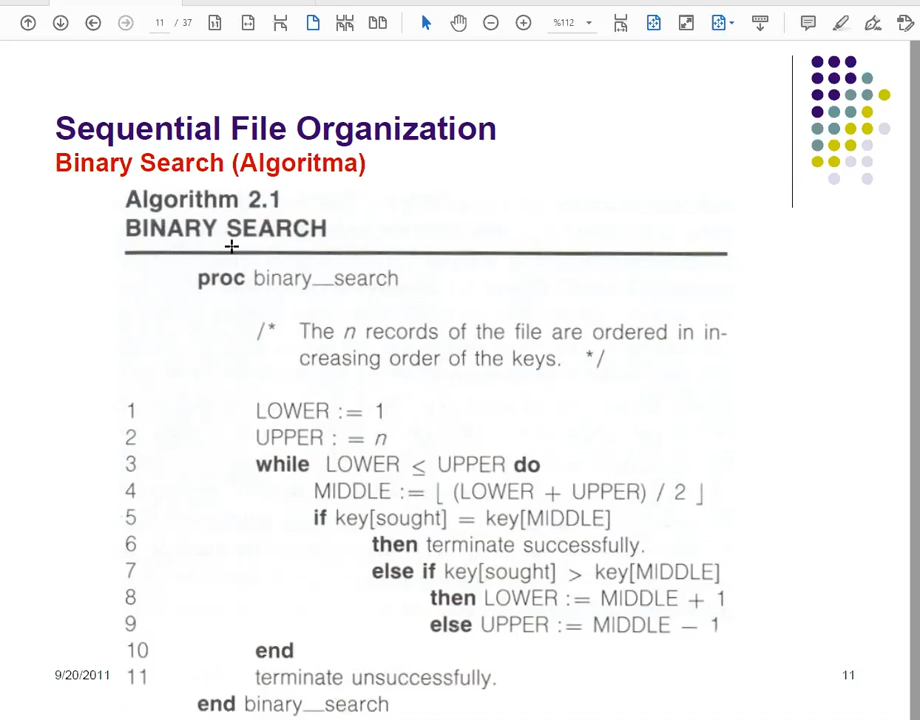 11 / 37
%112
Sequential File Organization
Binary Search (Algoritma)
Algorithm 2.1
BINARY SEARCH
proc binary__search
/* The n records of the file are ordered in in-
creasing order of the keys. */
1 LOWER := 1
2 UPPER : = n
3 while LOWER ≤ UPPER do
4 MIDDLE := ⌊ (LOWER + UPPER) / 2 ⌋
5 if key[sought] = key[MIDDLE]
6 then terminate successfully.
7 else if key[sought] > key[MIDDLE]
8 then LOWER := MIDDLE + 1
9 else UPPER := MIDDLE − 1
10 end
9/20/2011 11 terminate unsuccessfully. 11
end binary__search